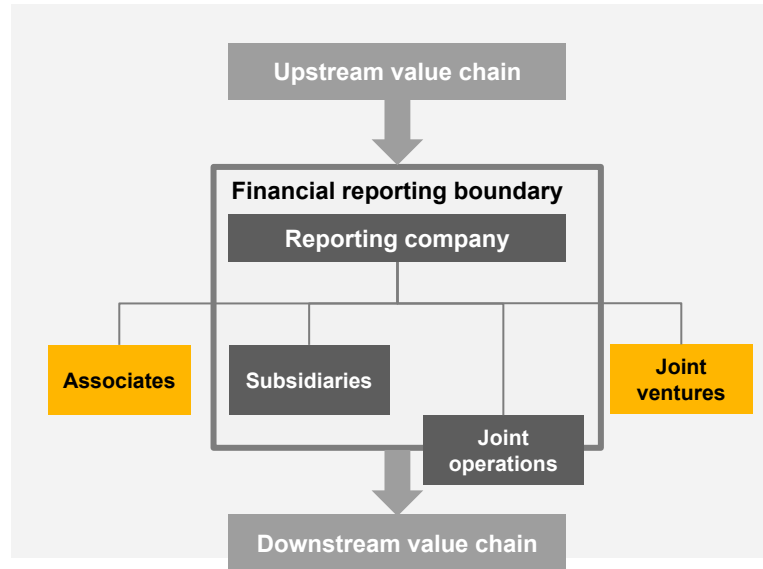 Upstream value chain
Financial reporting boundary
Reporting company
Associates
Subsidiaries
Joint
ventures
Joint
operations
Downstream value chain